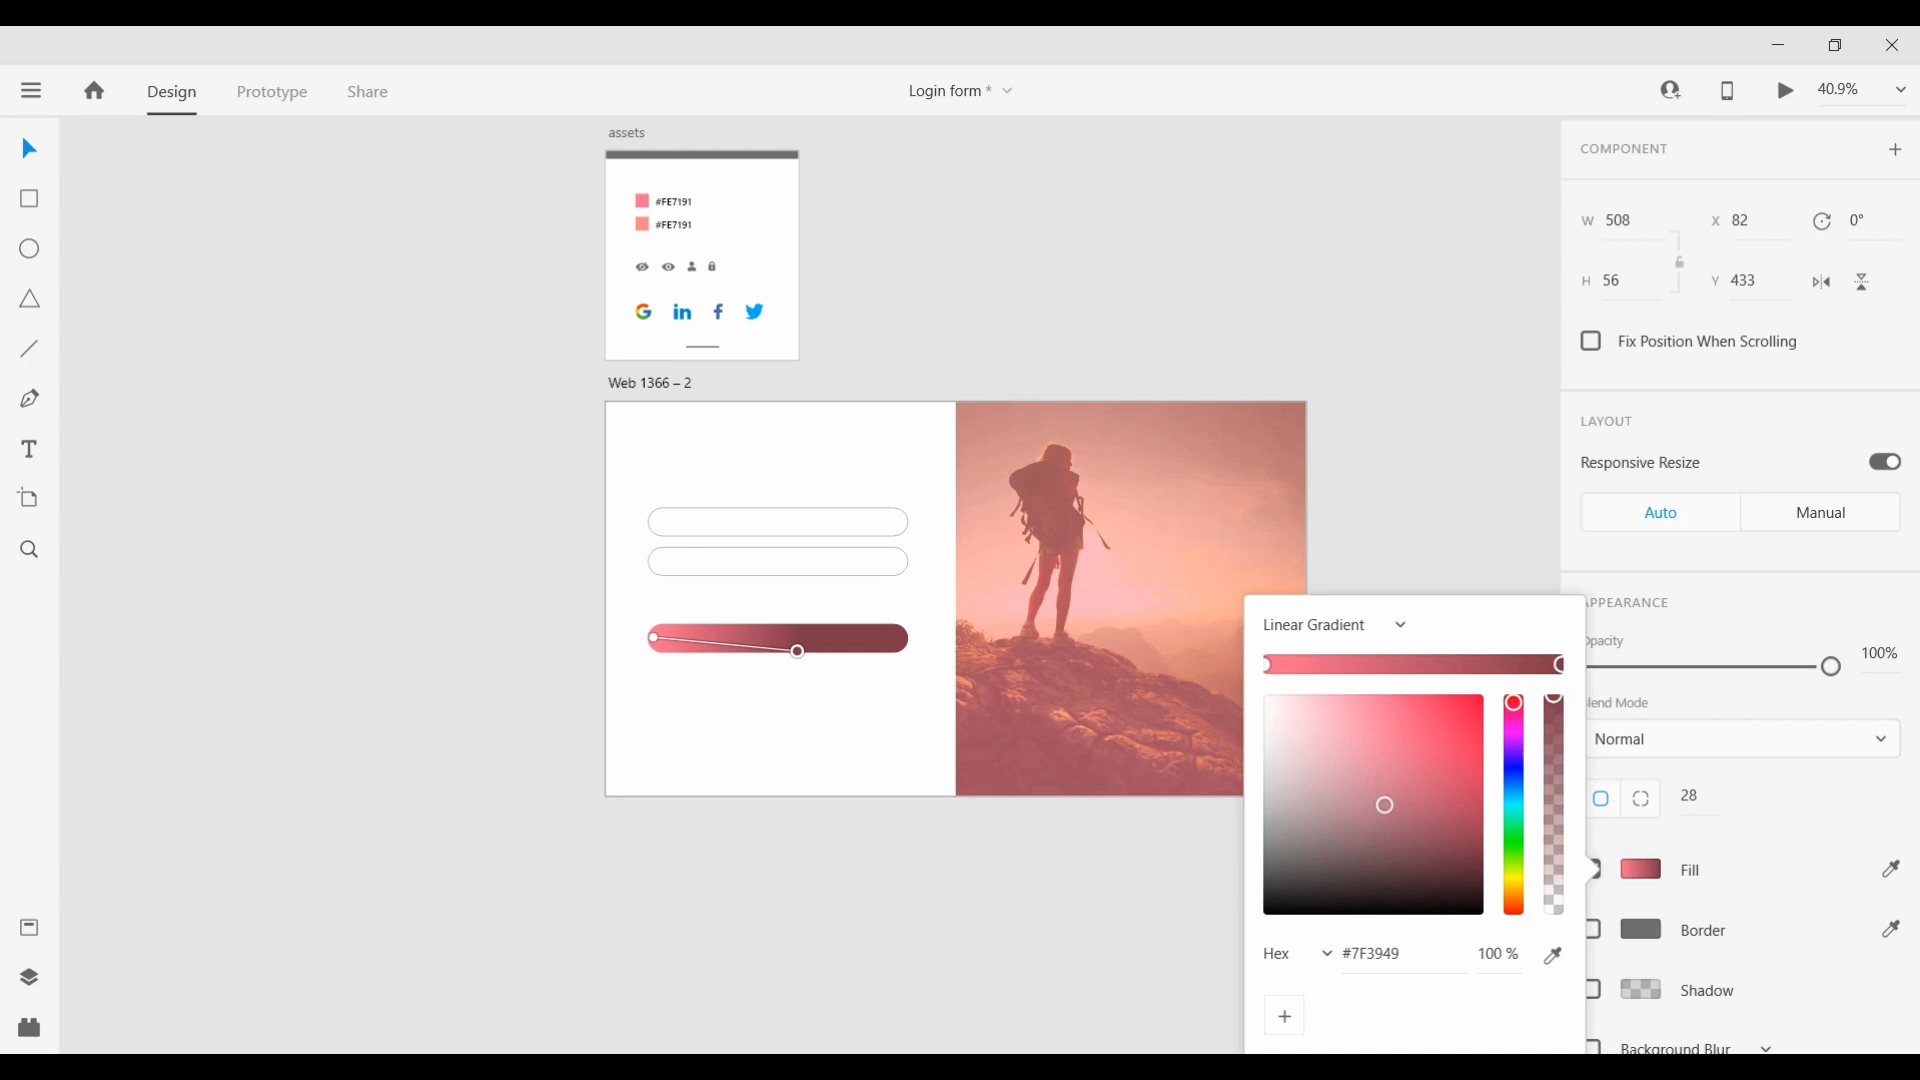 Design
Prototype
Share
Login form *
40.9%
assets
#FE7191
#FE7191
in
f
Web 1366 – 2
COMPONENT
W 508
X 82
0°
H 56
Y 433
Fix Position When Scrolling
LAYOUT
Responsive Resize
Auto
Manual
APPEARANCE
Opacity
100%
Blend Mode
Normal
28
Fill
Border
Shadow
Background Blur
Linear Gradient
Hex
#7F3949
100 %